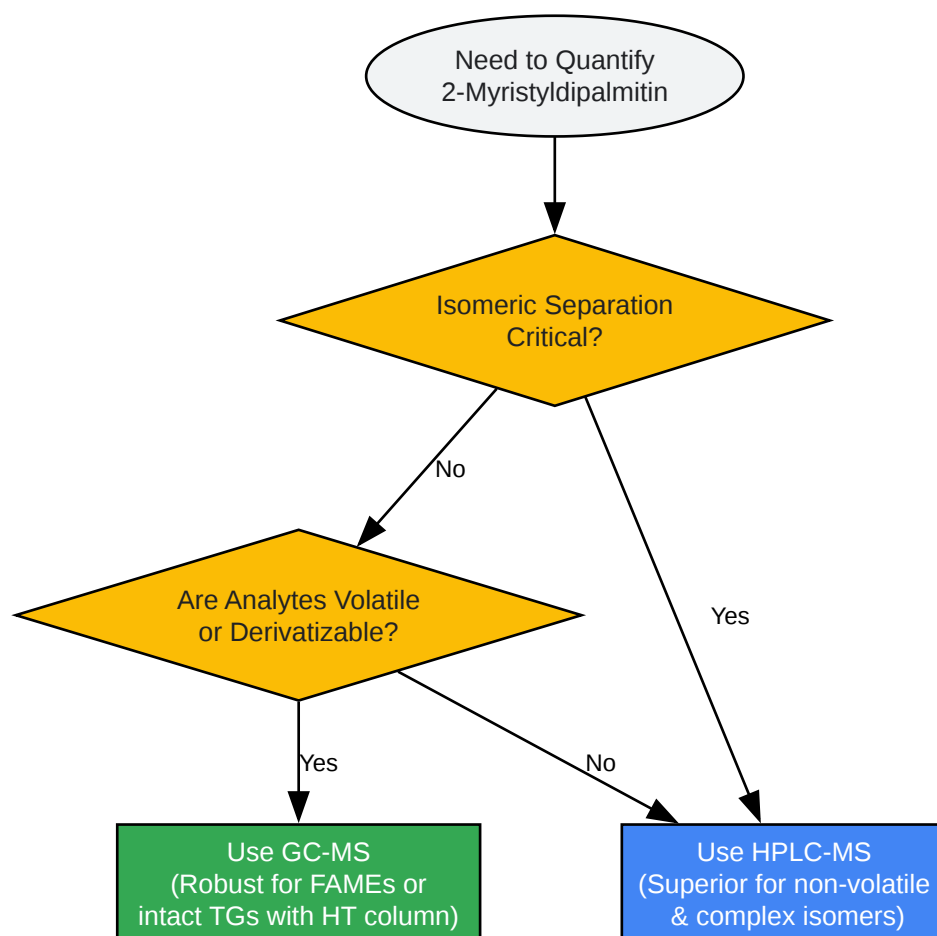 Need to Quantify
2-Myristyldipalmitin
Isomeric Separation
Critical?
No
Yes
Are Analytes Volatile
or Derivatizable?
Yes
No
Use GC-MS
(Robust for FAMEs or
intact TGs with HT column)
Use HPLC-MS
(Superior for non-volatile
& complex isomers)